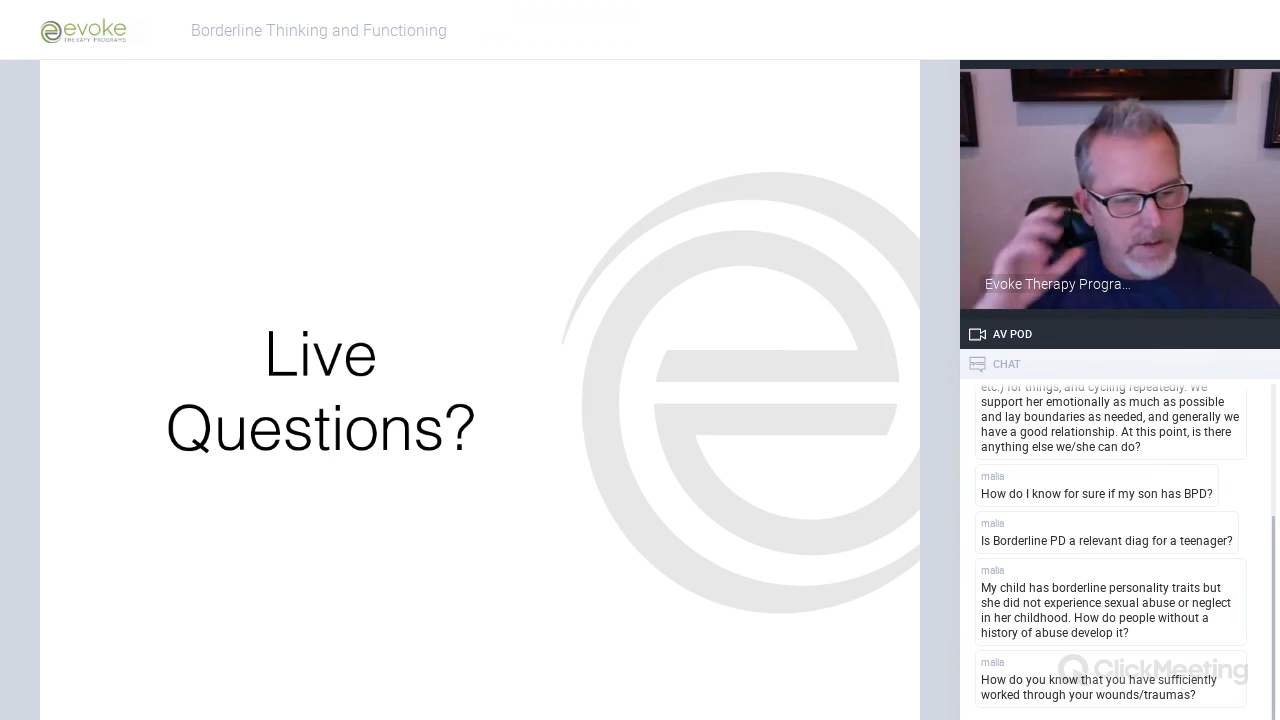 evoke
THERAPY PROGRAMS
Borderline Thinking and Functioning
Live
Questions?
Evoke Therapy Progra...
AV POD
CHAT
etc.) for things, and cycling repeatedly. We
support her emotionally as much as possible
and lay boundaries as needed, and generally we
have a good relationship. At this point, is there
anything else we/she can do?
malia
How do I know for sure if my son has BPD?
malia
Is Borderline PD a relevant diag for a teenager?
malia
My child has borderline personality traits but
she did not experience sexual abuse or neglect
in her childhood. How do people without a
history of abuse develop it?
malia
ClickMeeting
How do you know that you have sufficiently
worked through your wounds/traumas?